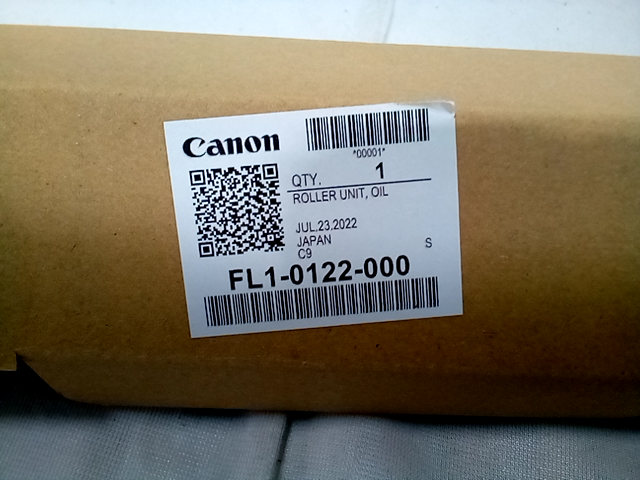 Canon
*00001*
QTY. 1
ROLLER UNIT, OIL
JUL.23.2022
JAPAN
C9
S
FL1-0122-000